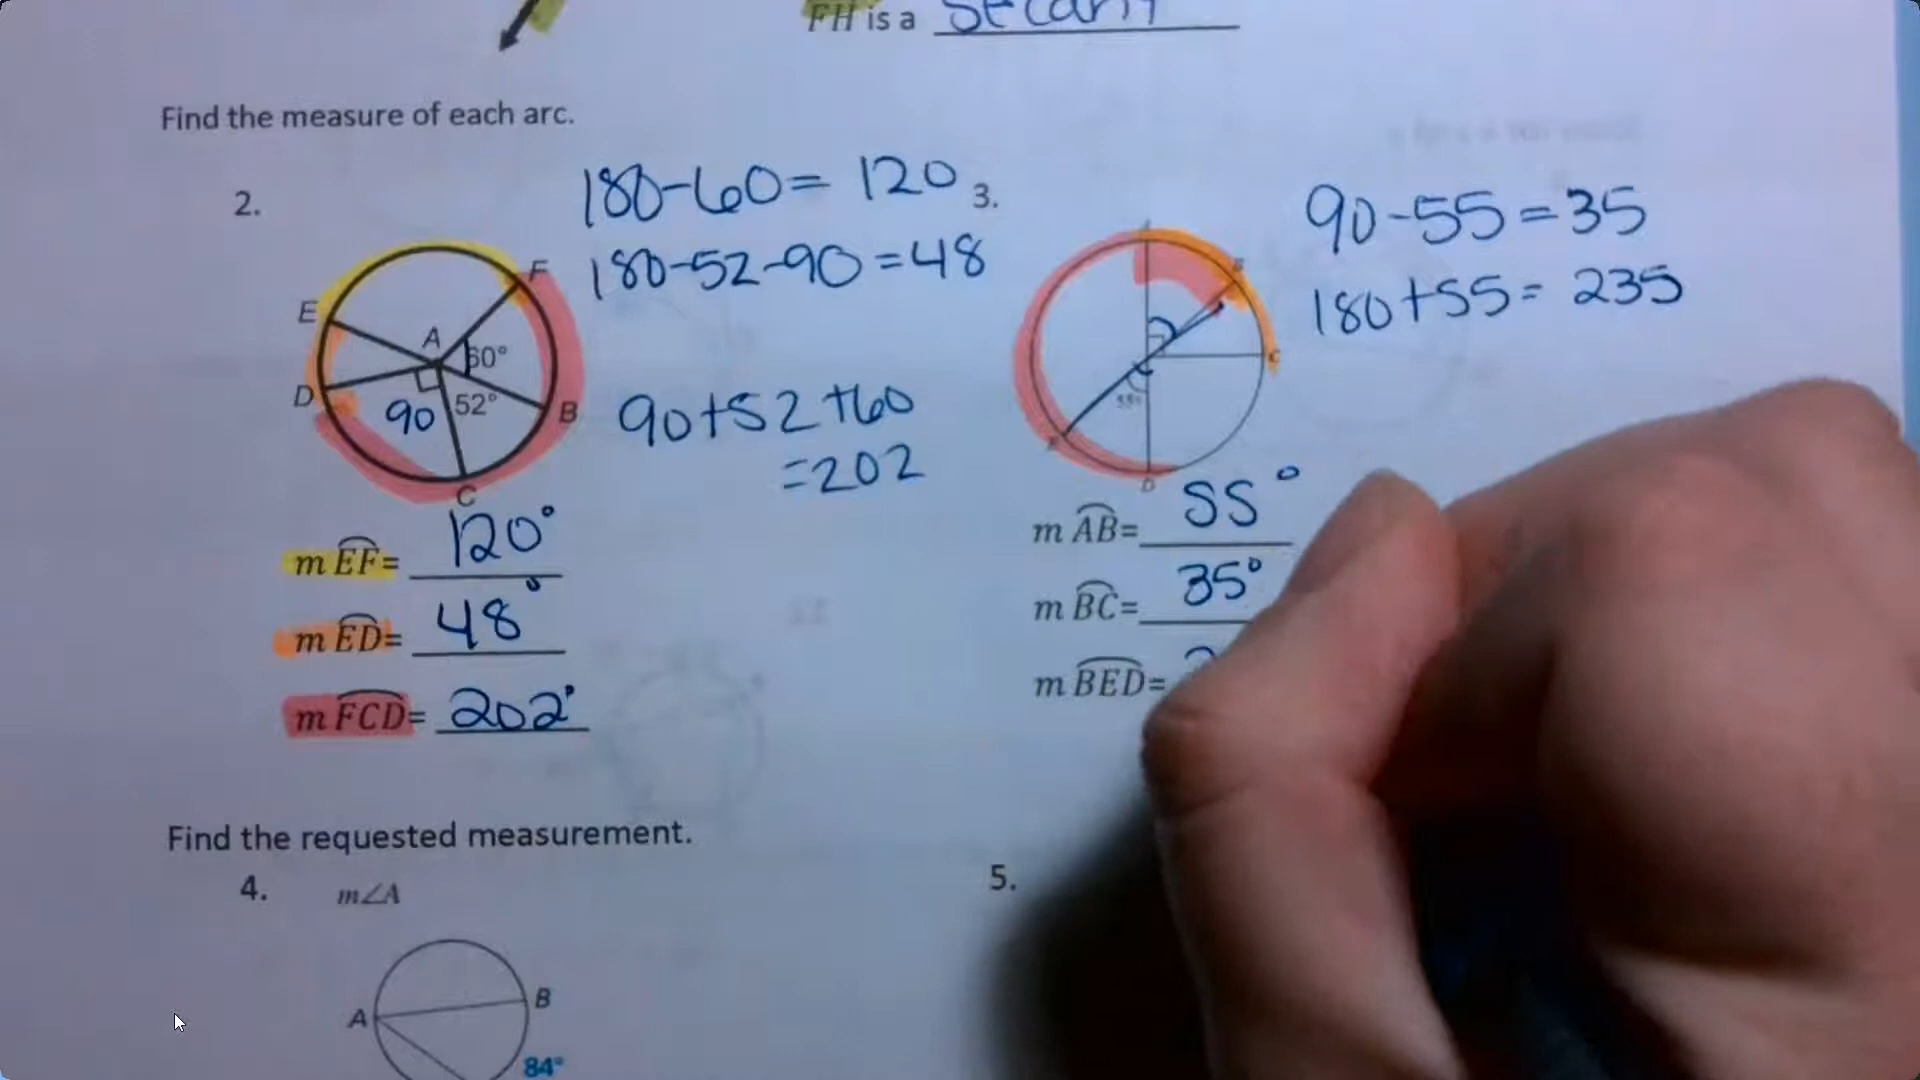 FH is a secant
Find the measure of each arc.
2.
180-60= 120
180-52-90=48
E
F
A
60°
D
90
52°
B
C
90+52+60
=202
m EF= 120°
m ED= 48°
m FCD= 202°
3.
90-55=35
180+55= 235
B
C
55°
D
m AB= 55°
m BC= 35°
m BED=
Find the requested measurement.
4. m∠A
A
B
84°
5.